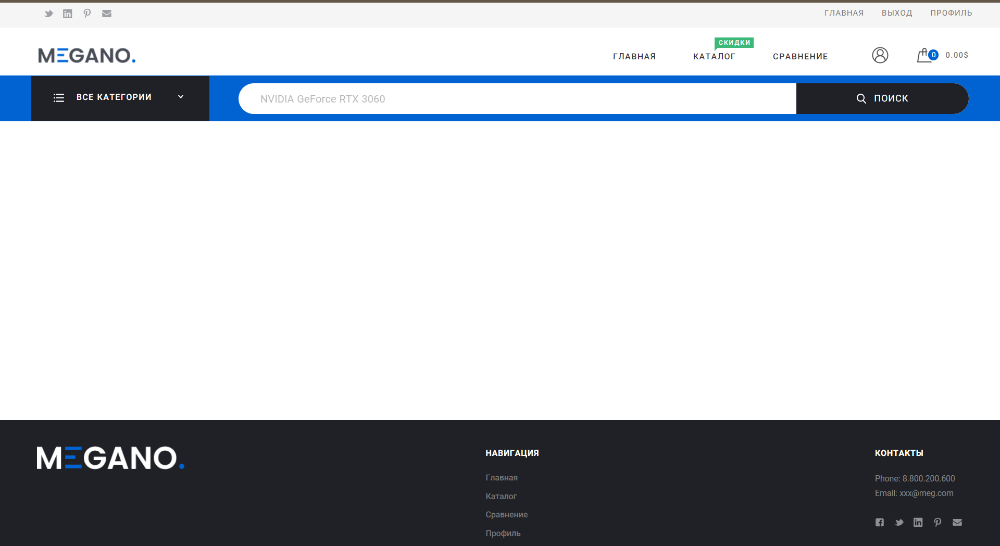 ГЛАВНАЯ ВЫХОД ПРОФИЛЬ
MEGANO.
ГЛАВНАЯ
СКИДКИ
КАТАЛОГ
СРАВНЕНИЕ
0
0.00$
ВСЕ КАТЕГОРИИ
NVIDIA GeForce RTX 3060
ПОИСК
MEGANO.
НАВИГАЦИЯ
Главная
Каталог
Сравнение
Профиль
КОНТАКТЫ
Phone: 8.800.200.600
Email: xxx@meg.com